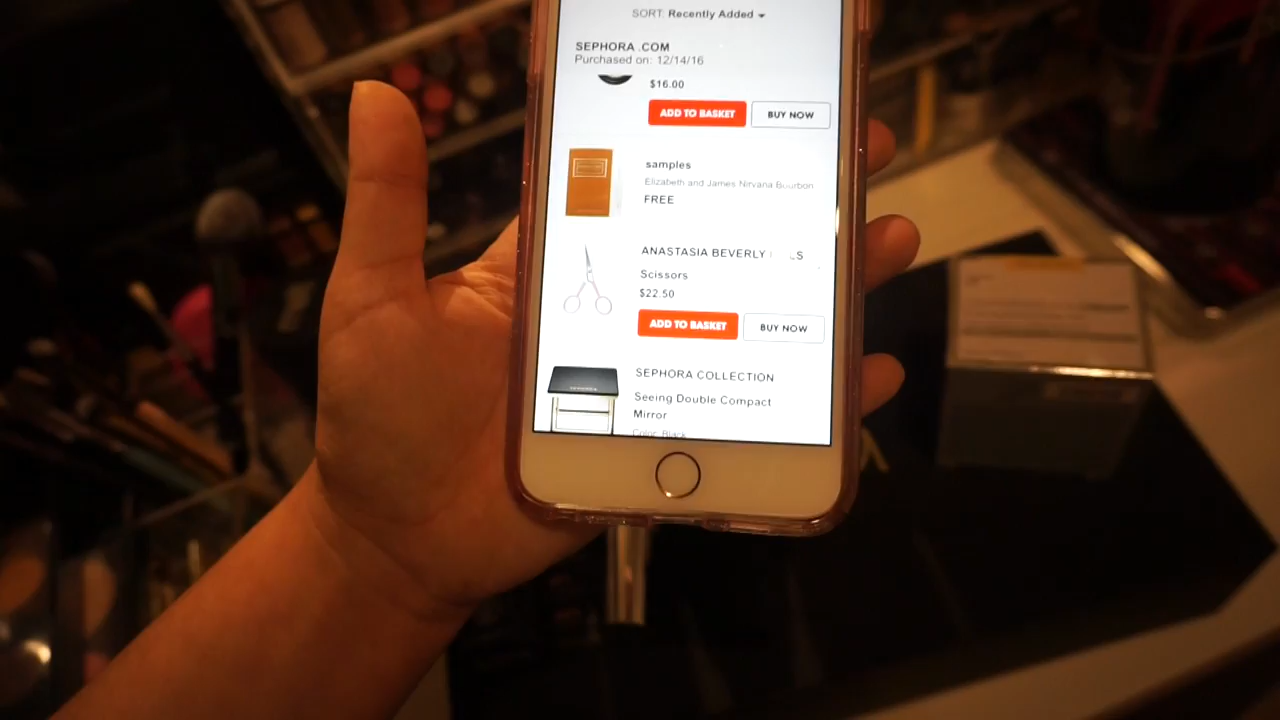 SORT: Recently Added
SEPHORA .COM
Purchased on: 12/14/16
$16.00
ADD TO BASKET BUY NOW
samples
Elizabeth and James Nirvana Bourbon
FREE
ANASTASIA BEVERLY
Scissors
$22.50
ADD TO BASKET BUY NOW
SEPHORA COLLECTION
Seeing Double Compact
Mirror
Color: Black